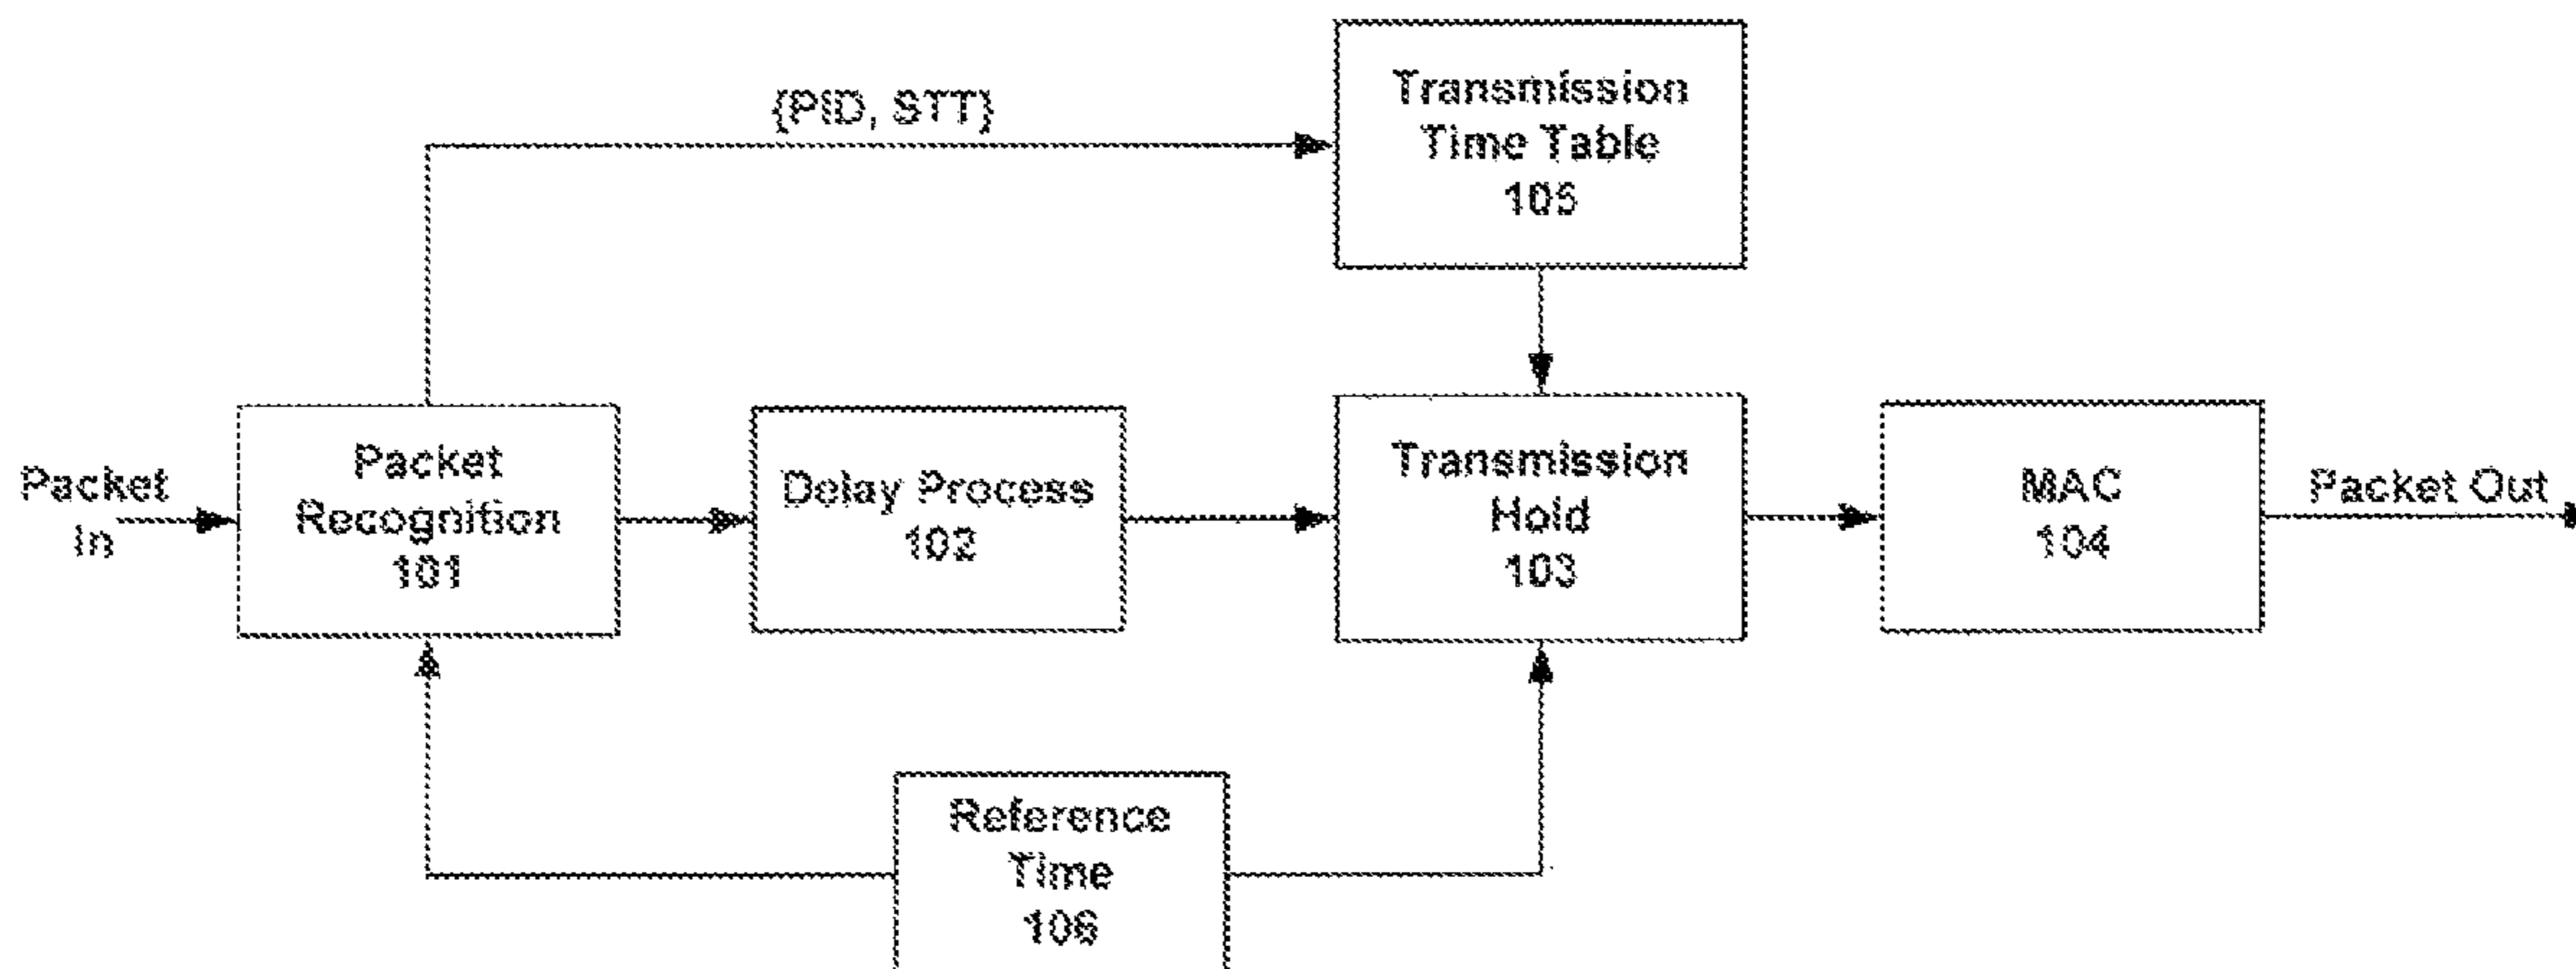 {PID, STT}
Transmission
Time Table
105
Packet
In
Packet
Recognition
101
Delay Process
102
Transmission
Hold
103
MAC
104
Packet Out
Reference
Time
106